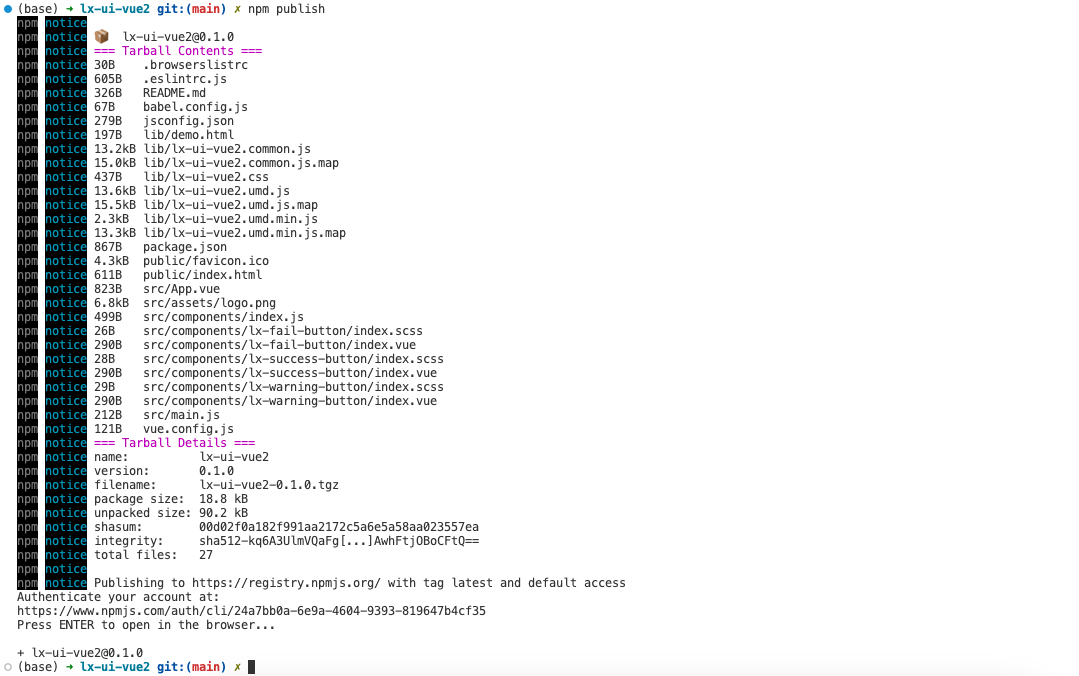 (base) → lx-ui-vue2 git:(main) ✗ npm publish
npm notice
npm notice 📦 lx-ui-vue2@0.1.0
npm notice === Tarball Contents ===
npm notice 30B .browserslistrc
npm notice 605B .eslintrc.js
npm notice 326B README.md
npm notice 67B babel.config.js
npm notice 279B jsconfig.json
npm notice 197B lib/demo.html
npm notice 13.2kB lib/lx-ui-vue2.common.js
npm notice 15.0kB lib/lx-ui-vue2.common.js.map
npm notice 437B lib/lx-ui-vue2.css
npm notice 13.6kB lib/lx-ui-vue2.umd.js
npm notice 15.5kB lib/lx-ui-vue2.umd.js.map
npm notice 2.3kB lib/lx-ui-vue2.umd.min.js
npm notice 13.3kB lib/lx-ui-vue2.umd.min.js.map
npm notice 867B package.json
npm notice 4.3kB public/favicon.ico
npm notice 611B public/index.html
npm notice 823B src/App.vue
npm notice 6.8kB src/assets/logo.png
npm notice 499B src/components/index.js
npm notice 26B src/components/lx-fail-button/index.scss
npm notice 290B src/components/lx-fail-button/index.vue
npm notice 28B src/components/lx-success-button/index.scss
npm notice 290B src/components/lx-success-button/index.vue
npm notice 29B src/components/lx-warning-button/index.scss
npm notice 290B src/components/lx-warning-button/index.vue
npm notice 212B src/main.js
npm notice 121B vue.config.js
npm notice === Tarball Details ===
npm notice name: lx-ui-vue2
npm notice version: 0.1.0
npm notice filename: lx-ui-vue2-0.1.0.tgz
npm notice package size: 18.8 kB
npm notice unpacked size: 90.2 kB
npm notice shasum: 00d02f0a182f991aa2172c5a6e5a58aa023557ea
npm notice integrity: sha512-kq6A3UlmVQaFg[...]AwhFtjOBoCFtQ==
npm notice total files: 27
npm notice
npm notice Publishing to https://registry.npmjs.org/ with tag latest and default access
Authenticate your account at:
https://www.npmjs.com/auth/cli/24a7bb0a-6e9a-4604-9393-819647b4cf35
Press ENTER to open in the browser...
+ lx-ui-vue2@0.1.0
(base) → lx-ui-vue2 git:(main) ✗